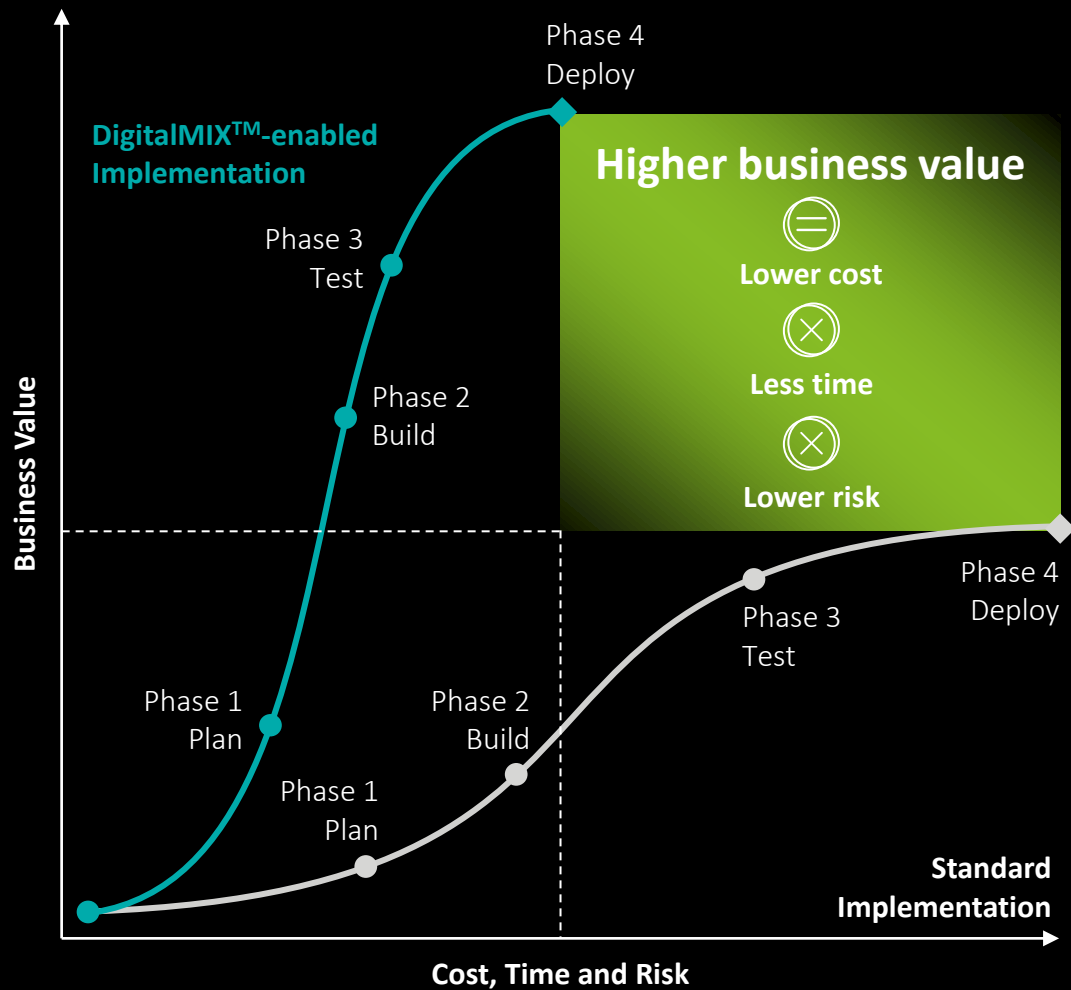 Phase 4
Deploy
DigitalMIX™-enabled
Implementation
Higher business value
=
Lower cost
×
Less time
×
Lower risk
Phase 3
Test
Phase 2
Build
Phase 1
Plan
Phase 4
Deploy
Phase 3
Test
Phase 2
Build
Phase 1
Plan
Standard
Implementation
Business Value
Cost, Time and Risk